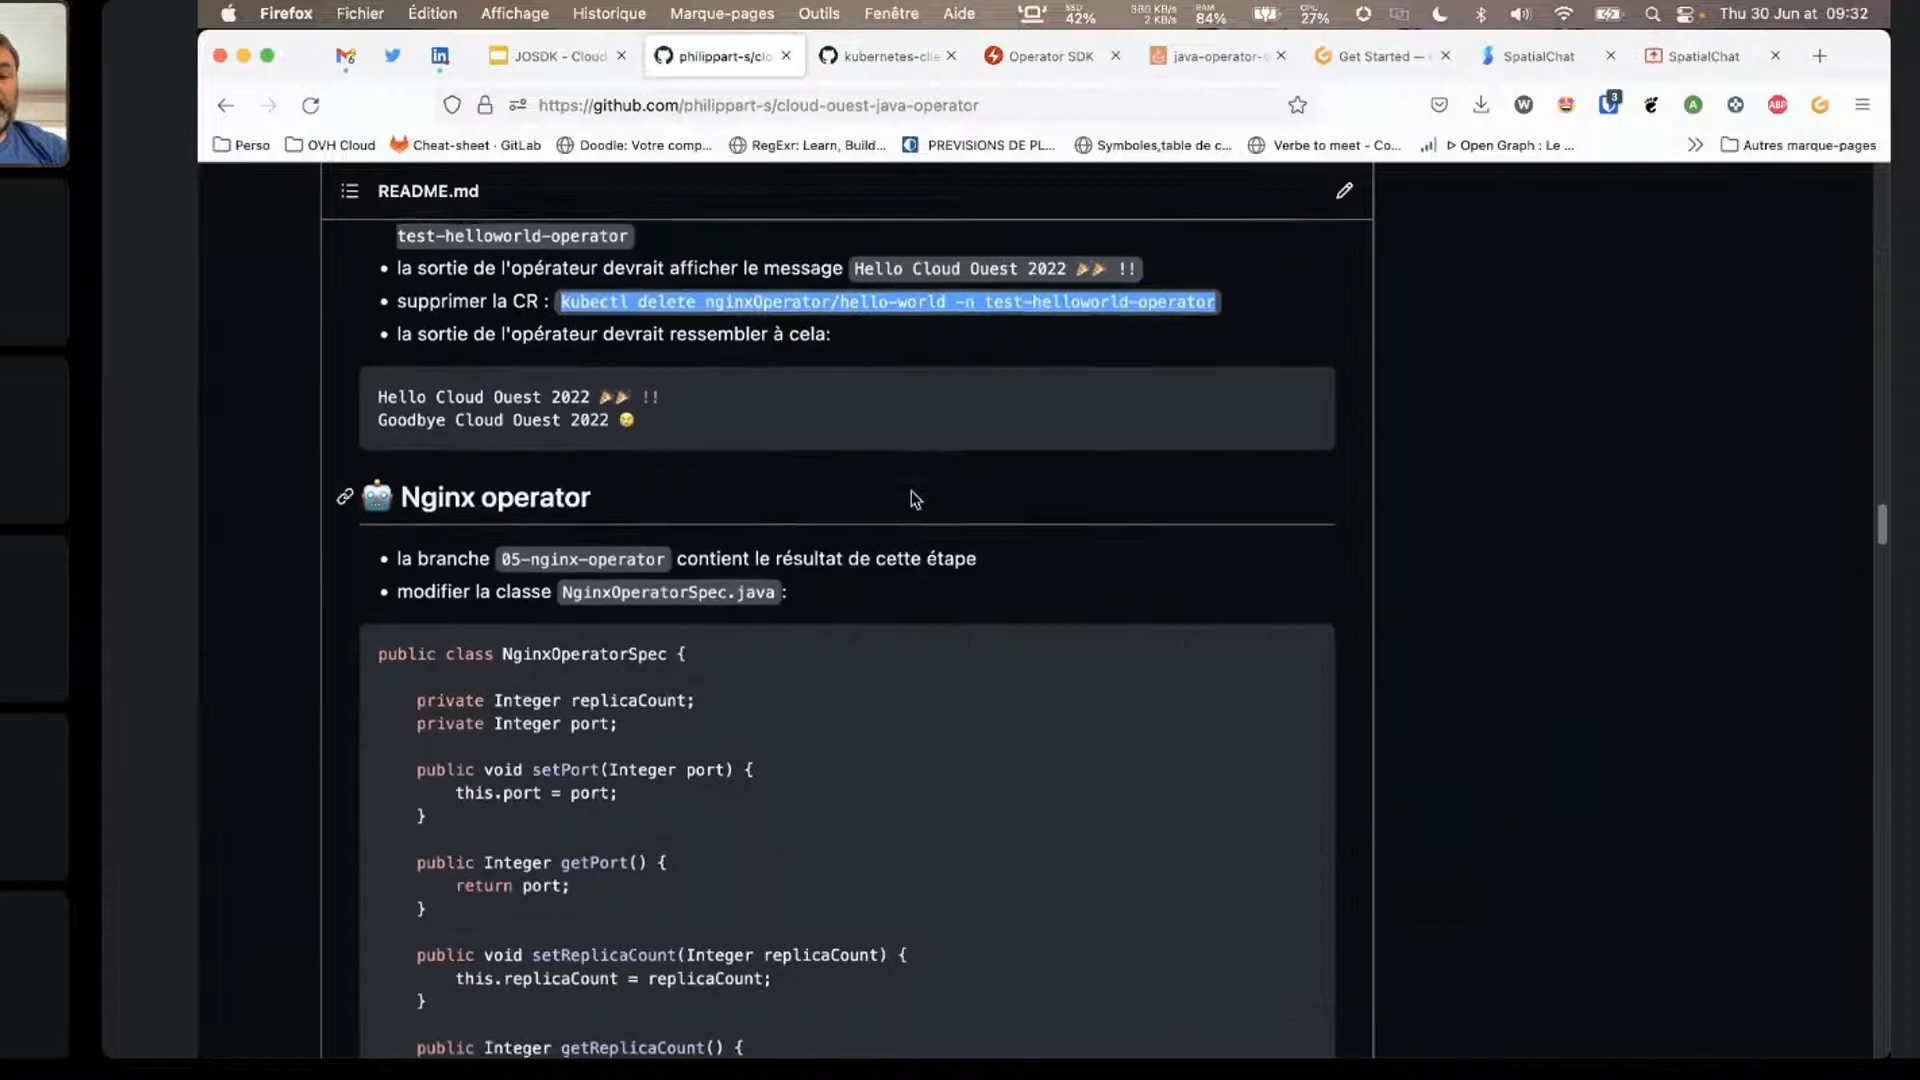 Firefox Fichier Édition Affichage Historique Marque-pages Outils Fenêtre Aide SSD 42% 2 KB/s RAM 84% CPU 27% Thu 30 Jun at 09:32
JOSDK - Cloud philippart-s/clo kubernetes-clie Operator SDK java-operator-s Get Started — SpatialChat SpatialChat
https://github.com/philippart-s/cloud-ouest-java-operator
Perso OVH Cloud Cheat-sheet · GitLab Doodle: Votre comp... RegExr: Learn, Build... PREVISIONS DE PL... Symboles,table de c... Verbe to meet - Co... Open Graph : Le ... Autres marque-pages
README.md
test-helloworld-operator
• la sortie de l'opérateur devrait afficher le message Hello Cloud Ouest 2022 🎉🎉 !!
• supprimer la CR : kubectl delete nginxOperator/hello-world -n test-helloworld-operator
• la sortie de l'opérateur devrait ressembler à cela:
Hello Cloud Ouest 2022 🎉🎉 !!
Goodbye Cloud Ouest 2022 😢
🤖 Nginx operator
• la branche 05-nginx-operator contient le résultat de cette étape
• modifier la classe NginxOperatorSpec.java :
public class NginxOperatorSpec {
private Integer replicaCount;
private Integer port;
public void setPort(Integer port) {
this.port = port;
}
public Integer getPort() {
return port;
}
public void setReplicaCount(Integer replicaCount) {
this.replicaCount = replicaCount;
}
public Integer getReplicaCount() {